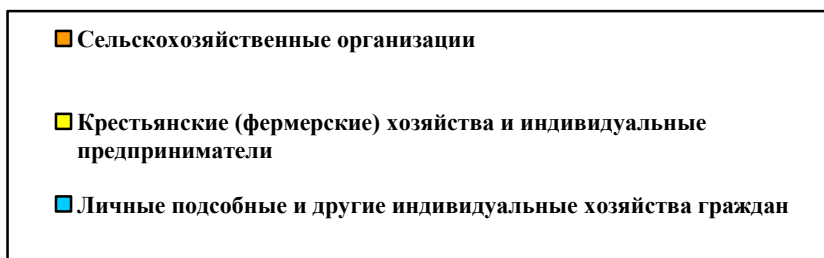 Сельскохозяйственные организации
Крестьянские (фермерские) хозяйства и индивидуальные
предприниматели
Личные подсобные и другие индивидуальные хозяйства граждан